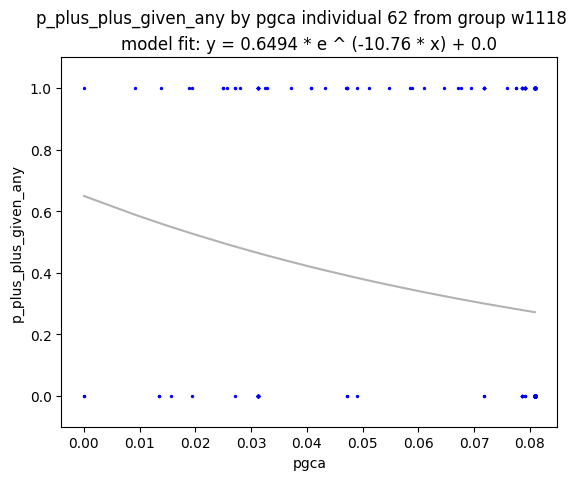 p_plus_plus_given_any by pgca individual 62 from group w1118
model fit: y = 0.6494 * e ^ (-10.76 * x) + 0.0
1.0
0.8
0.6
0.4
0.2
0.0
p_plus_plus_given_any
0.00 0.01 0.02 0.03 0.04 0.05 0.06 0.07 0.08
pgca